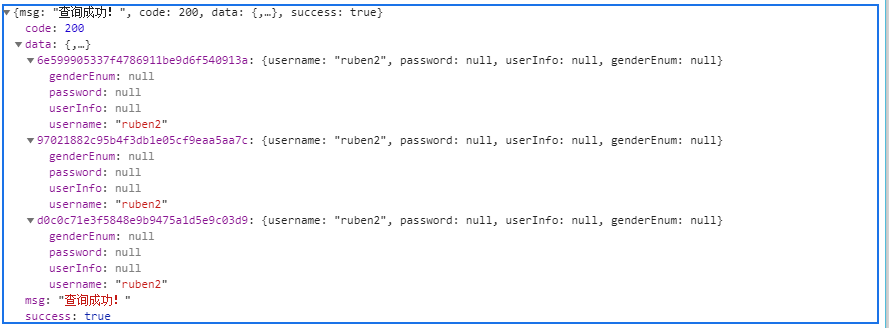 {msg: "查询成功！", code: 200, data: {,…}, success: true}
code: 200
data: {,…}
6e599905337f4786911be9d6f540913a: {username: "ruben2", password: null, userInfo: null, genderEnum: null}
genderEnum: null
password: null
userInfo: null
username: "ruben2"
97021882c95b4f3db1e05cf9eaa5aa7c: {username: "ruben2", password: null, userInfo: null, genderEnum: null}
genderEnum: null
password: null
userInfo: null
username: "ruben2"
d0c0c71e3f5848e9b9475a1d5e9c03d9: {username: "ruben2", password: null, userInfo: null, genderEnum: null}
genderEnum: null
password: null
userInfo: null
username: "ruben2"
msg: "查询成功！"
success: true